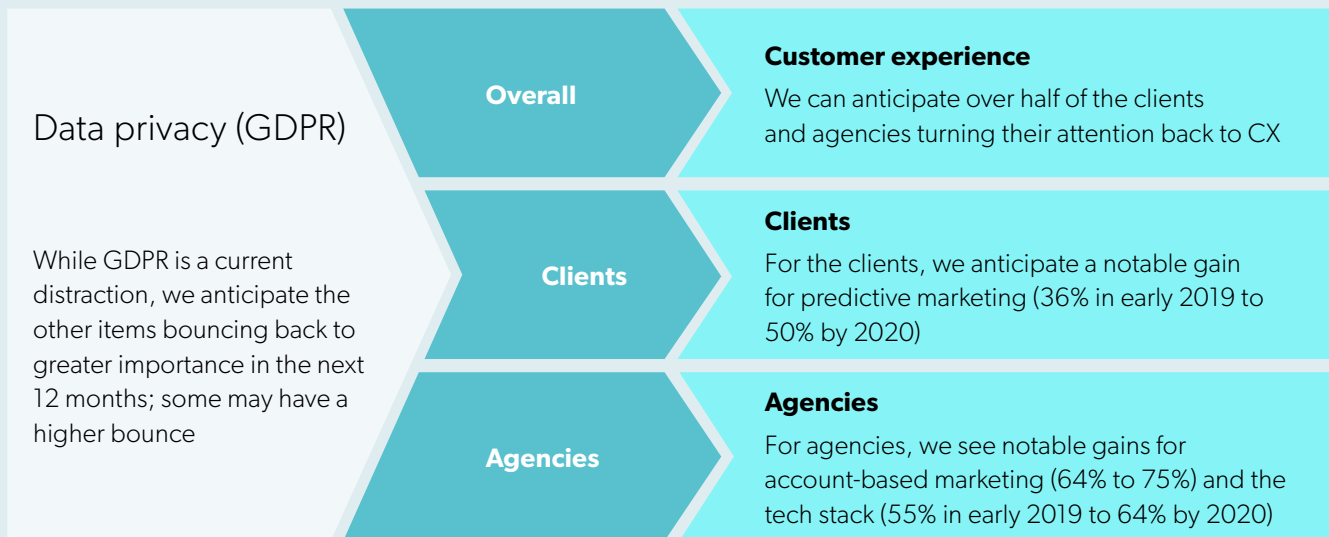 Data privacy (GDPR)
While GDPR is a current
distraction, we anticipate the
other items bouncing back to
greater importance in the next
12 months; some may have a
higher bounce
Overall
Customer experience
We can anticipate over half of the clients
and agencies turning their attention back to CX
Clients
Clients
For the clients, we anticipate a notable gain
for predictive marketing (36% in early 2019 to
50% by 2020)
Agencies
Agencies
For agencies, we see notable gains for
account-based marketing (64% to 75%) and the
tech stack (55% in early 2019 to 64% by 2020)